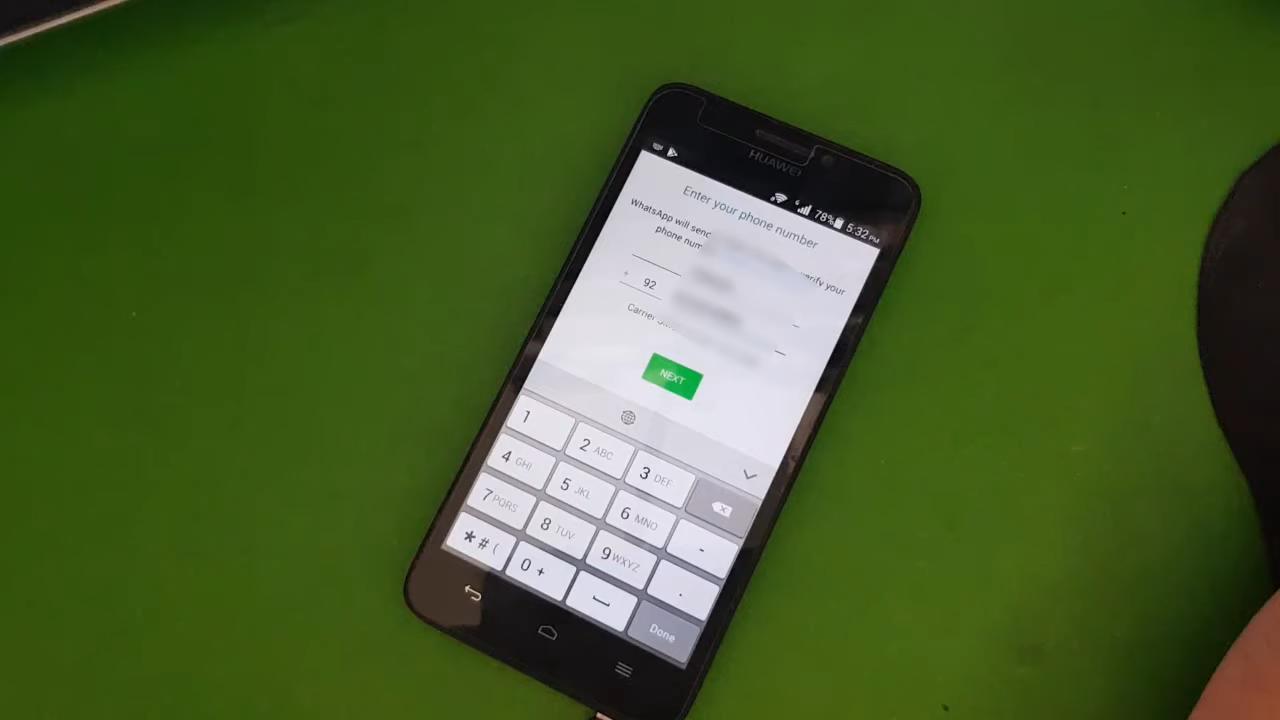 HUAWEI
78% 5:32 PM
Enter your phone number
WhatsApp will send verify your
phone num
+ 92
Carrier
NEXT
1
2 ABC
3 DEF
4 GHI
5 JKL
6 MNO
-
7 PQRS
8 TUV
9 WXYZ
.
*#(
0 +
Done